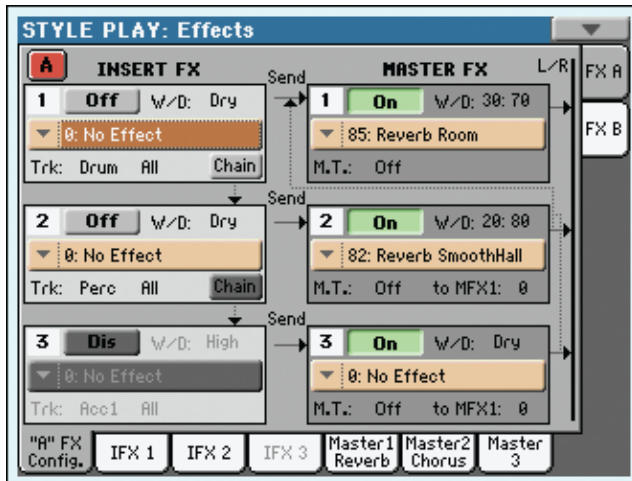 STYLE PLAY: Effects
A INSERT FX Send MASTER FX L/R FX A
1 Off W/D: Dry 1 On W/D: 30:70
0: No Effect 85: Reverb Room FX B
Trk: Drum All Chain M.T.: Off
Send
2 Off W/D: Dry 2 On W/D: 20:80
0: No Effect 82: Reverb SmoothHall
Trk: Perc All Chain M.T.: Off to MFX1: 0
Send
3 Dis W/D: High 3 On W/D: Dry
0: No Effect 0: No Effect
Trk: Acc1 All M.T.: Off to MFX1: 0
"A" FX Config. IFX 1 IFX 2 IFX 3 Master1 Reverb Master2 Chorus Master 3